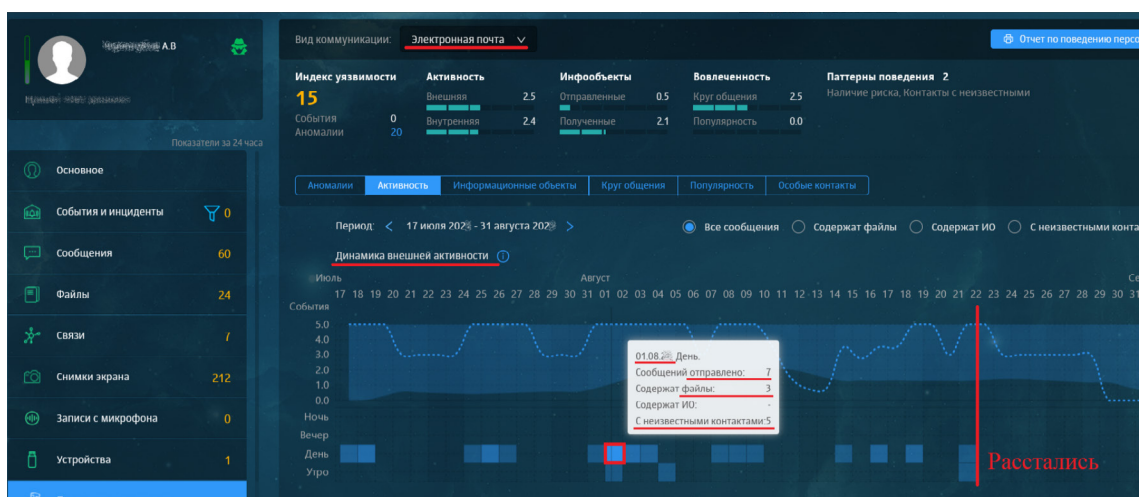 А.В
Показатели за 24 часа
Основное
События и инциденты 0
Сообщения 60
Файлы 24
Связи 7
Снимки экрана 212
Записи с микрофона 0
Устройства 1
Вид коммуникации: Электронная почта
Отчет по поведению персо
Индекс уязвимости Активность Инфообъекты Вовлеченность Паттерны поведения 2
15 Внешняя 2.5 Отправленные 0.5 Круг общения 2.5 Наличие риска, Контакты с неизвестными
События 0
Аномалии 20 Внутренняя 2.4 Полученные 2.1 Популярность 0.0
Аномалии Активность Информационные объекты Круг общения Популярность Особые контакты
Период: < 17 июля 202 - 31 августа 202 > Все сообщения Содержат файлы Содержат ИО С неизвестными конта
Динамика внешней активности
Июль Август Се
17 18 19 20 21 22 23 24 25 26 27 28 29 30 31 01 02 03 04 05 06 07 08 09 10 11 12 13 14 15 16 17 18 19 20 21 22 23 24 25 26 27 28 29 30 31
События
5.0
4.0
3.0
2.0
1.0
0.0
Ночь
Вечер
День
Утро
01.08. День.
Сообщений отправлено: 7
Содержат файлы: 3
Содержат ИО: -
С неизвестными контактами:5
Расстались